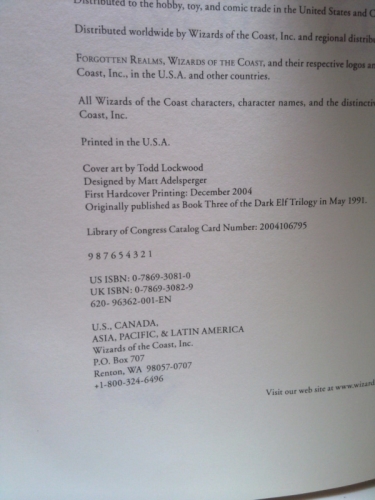 Distributed to the hobby, toy, and comic trade in the United States and
Distributed worldwide by Wizards of the Coast, Inc. and regional
FORGOTTEN REALMS, WIZARDS OF THE COAST, and their respective logos
Coast, Inc., in the U.S.A. and other countries.
All Wizards of the Coast characters, character names, and the
Coast, Inc.
Printed in the U.S.A.
Cover art by Todd Lockwood
Designed by Matt Adelsperger
First Hardcover Printing: December 2004
Originally published as Book Three of the Dark Elf Trilogy in May 1991.
Library of Congress Catalog Card Number: 2004106795
9 8 7 6 5 4 3 2 1
US ISBN: 0-7869-3081-0
UK ISBN: 0-7869-3082-9
620- 96362-001-EN
U.S., CANADA,
ASIA, PACIFIC, & LATIN AMERICA
Wizards of the Coast, Inc.
P.O. Box 707
Renton, WA 98057-0707
+1-800-324-6496
Visit our web site at www.wizard